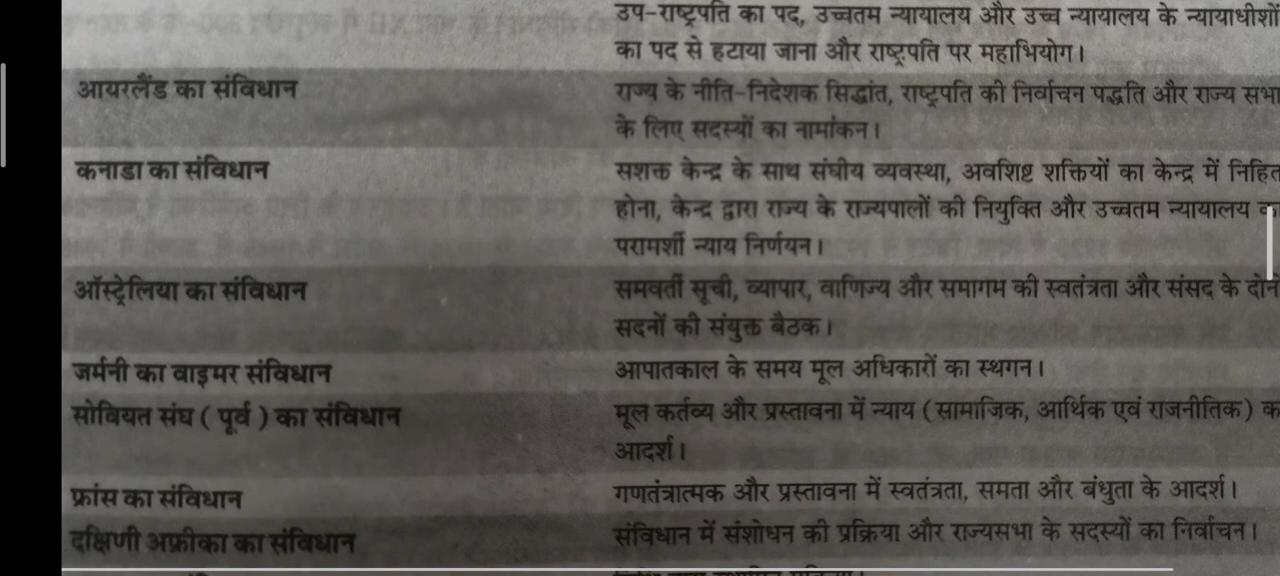 उप-राष्ट्रपति का पद, उच्चतम न्यायालय और उच्च न्यायालय के न्यायाधीशों
का पद से हटाया जाना और राष्ट्रपति पर महाभियोग।
आयरलैंड का संविधान राज्य के नीति-निदेशक सिद्धांत, राष्ट्रपति की निर्वाचन पद्धति और राज्य सभा
के लिए सदस्यों का नामांकन।
कनाडा का संविधान सशक्त केन्द्र के साथ संघीय व्यवस्था, अवशिष्ट शक्तियों का केन्द्र में निहित
होना, केन्द्र द्वारा राज्य के राज्यपालों की नियुक्ति और उच्चतम न्यायालय का
परामर्शी न्याय निर्णयन।
ऑस्ट्रेलिया का संविधान समवर्ती सूची, व्यापार, वाणिज्य और समागम की स्वतंत्रता और संसद के दोनों
सदनों की संयुक्त बैठक।
जर्मनी का वाइमर संविधान आपातकाल के समय मूल अधिकारों का स्थगन।
सोवियत संघ ( पूर्व ) का संविधान मूल कर्तव्य और प्रस्तावना में न्याय (सामाजिक, आर्थिक एवं राजनीतिक) का
आदर्श।
फ्रांस का संविधान गणतंत्रात्मक और प्रस्तावना में स्वतंत्रता, समता और बंधुता के आदर्श।
दक्षिणी अफ्रीका का संविधान संविधान में संशोधन की प्रक्रिया और राज्यसभा के सदस्यों का निर्वाचन।